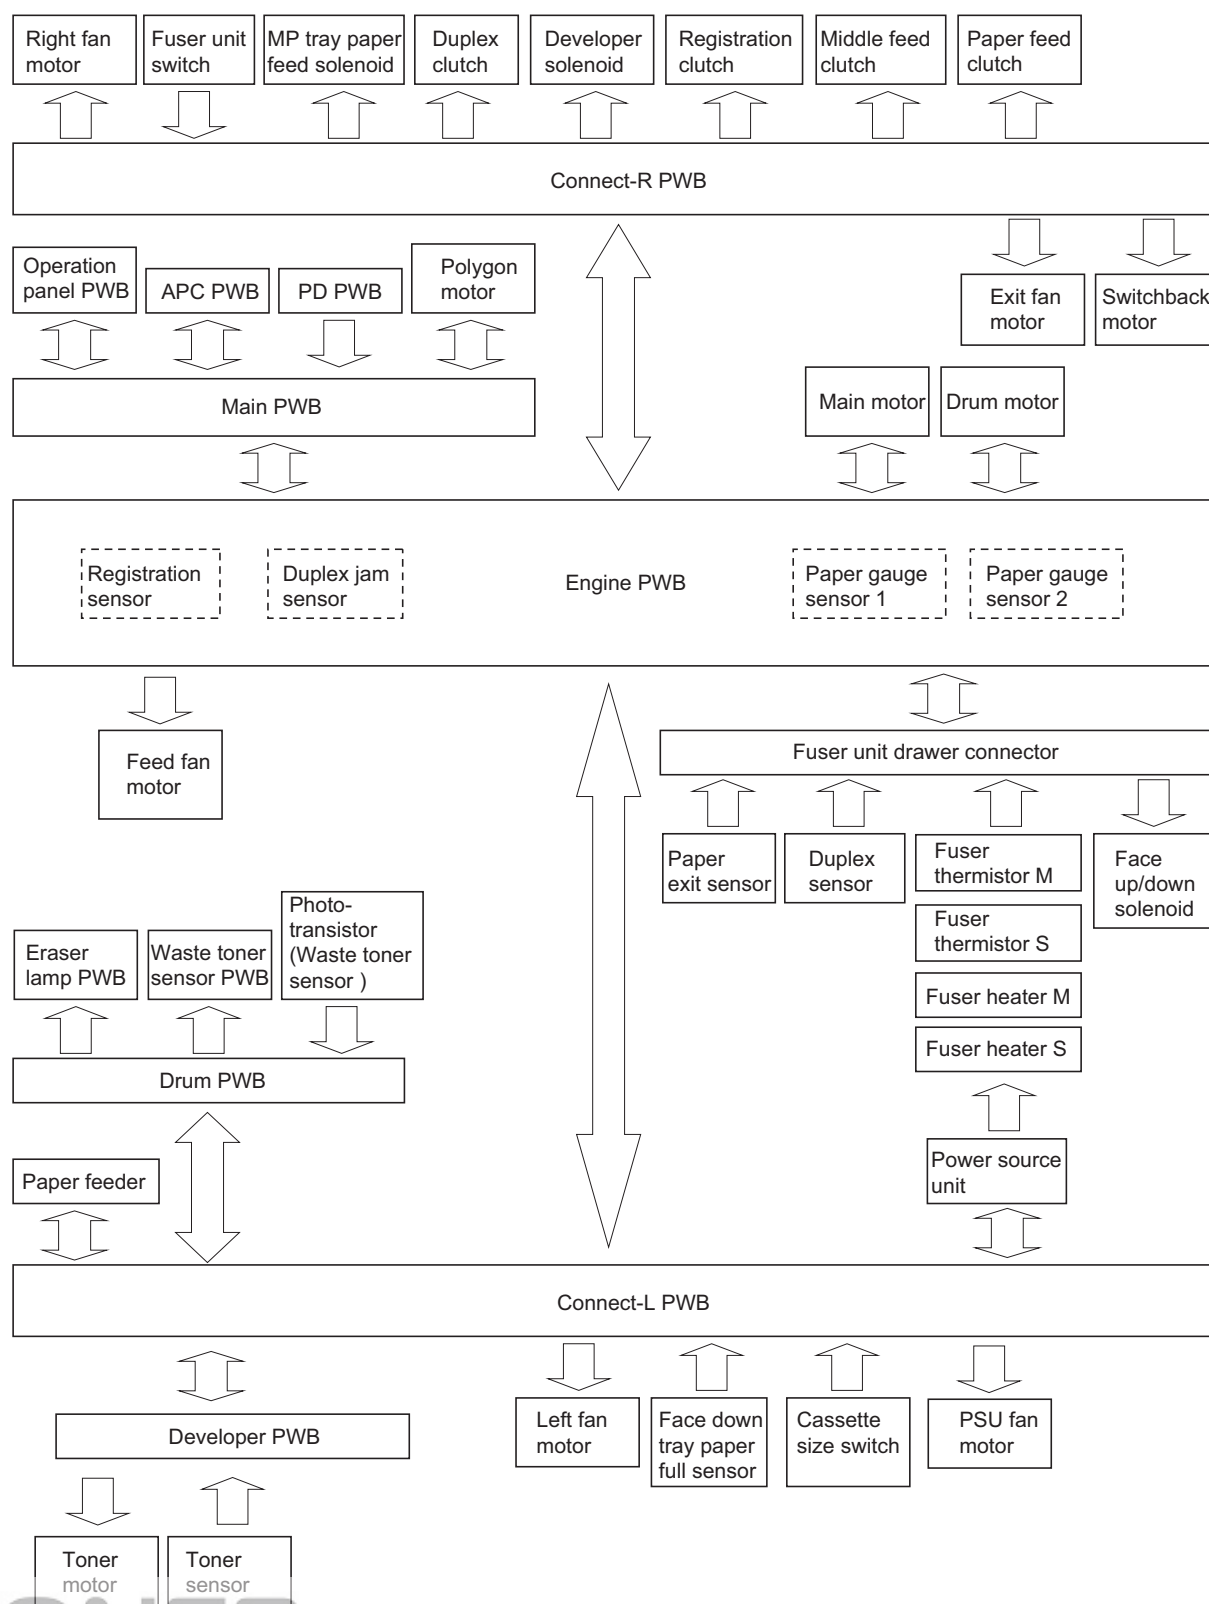 Right fan
motor
Fuser unit
switch
MP tray paper
feed solenoid
Duplex
clutch
Developer
solenoid
Registration
clutch
Middle feed
clutch
Paper feed
clutch
Connect-R PWB
Operation
panel PWB
APC PWB
PD PWB
Polygon
motor
Exit fan
motor
Switchback
motor
Main PWB
Main motor
Drum motor
Registration
sensor
Duplex jam
sensor
Engine PWB
Paper gauge
sensor 1
Paper gauge
sensor 2
Feed fan
motor
Fuser unit drawer connector
Paper
exit sensor
Duplex
sensor
Fuser
thermistor M
Face
up/down
solenoid
Fuser
thermistor S
Fuser heater M
Fuser heater S
Eraser
lamp PWB
Waste toner
sensor PWB
Photo-
transistor
(Waste toner
sensor )
Drum PWB
Paper feeder
Power source
unit
Connect-L PWB
Developer PWB
Left fan
motor
Face down
tray paper
full sensor
Cassette
size switch
PSU fan
motor
Toner
motor
Toner
sensor